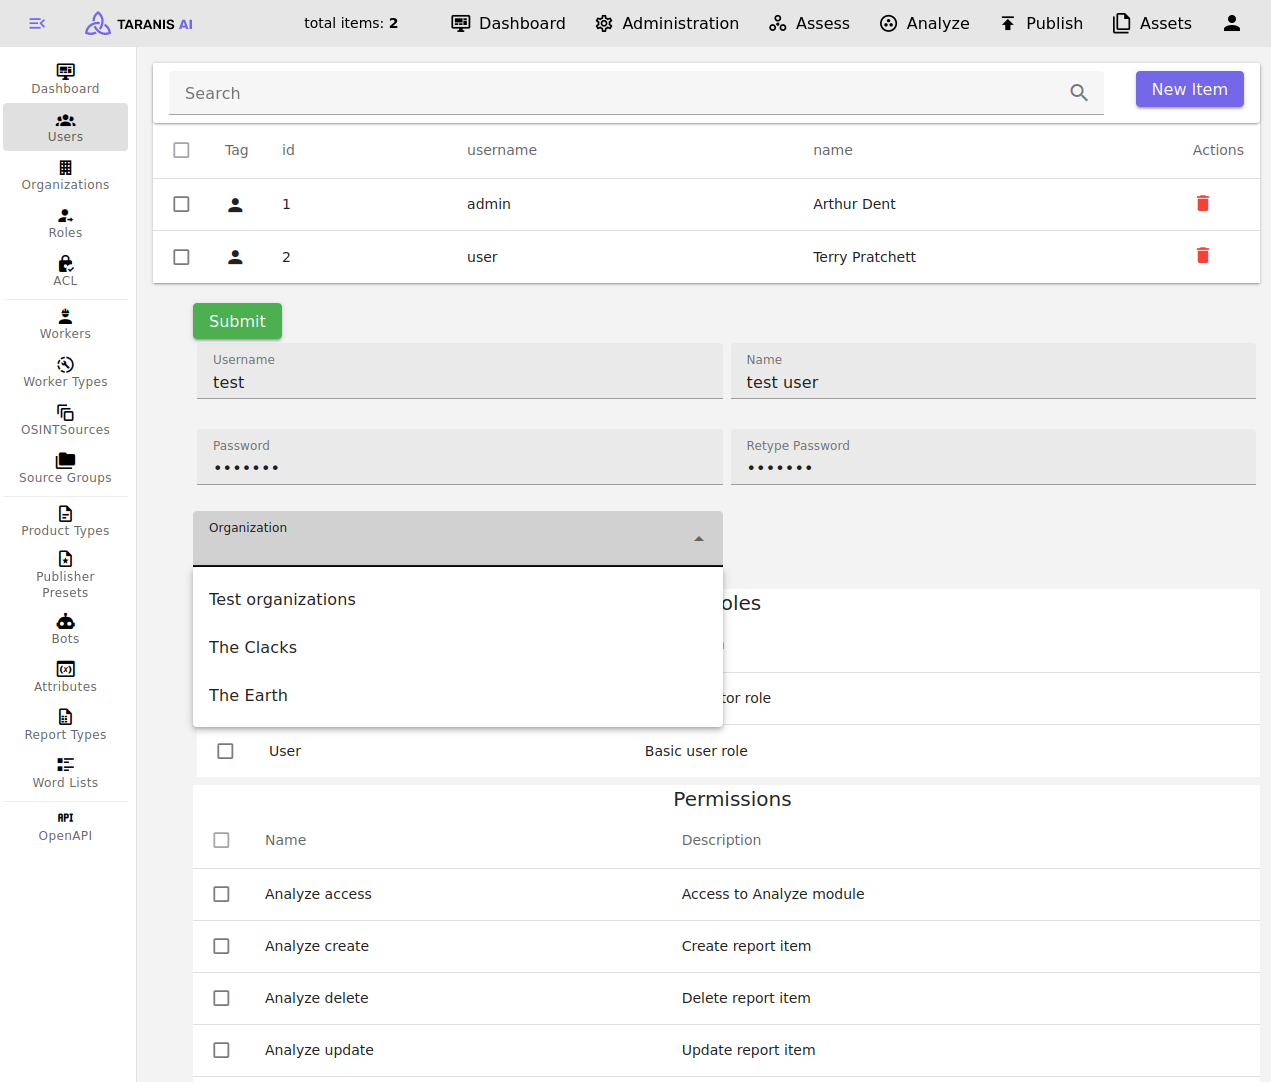 TARANIS AI
total items: 2
Dashboard
Administration
Assess
Analyze
Publish
Assets
Dashboard
Users
Organizations
Roles
ACL
Workers
Worker Types
OSINTSources
Source Groups
Product Types
Publisher
Presets
Bots
Attributes
Report Types
Word Lists
API
OpenAPI
Search
New Item
Tag id username name Actions
1 admin Arthur Dent
2 user Terry Pratchett
Submit
Username
test
Name
test user
Password
•••••••
Retype Password
•••••••
Organization
Test organizations
The Clacks
The Earth
oles
tor role
User Basic user role
Permissions
Name Description
Analyze access Access to Analyze module
Analyze create Create report item
Analyze delete Delete report item
Analyze update Update report item